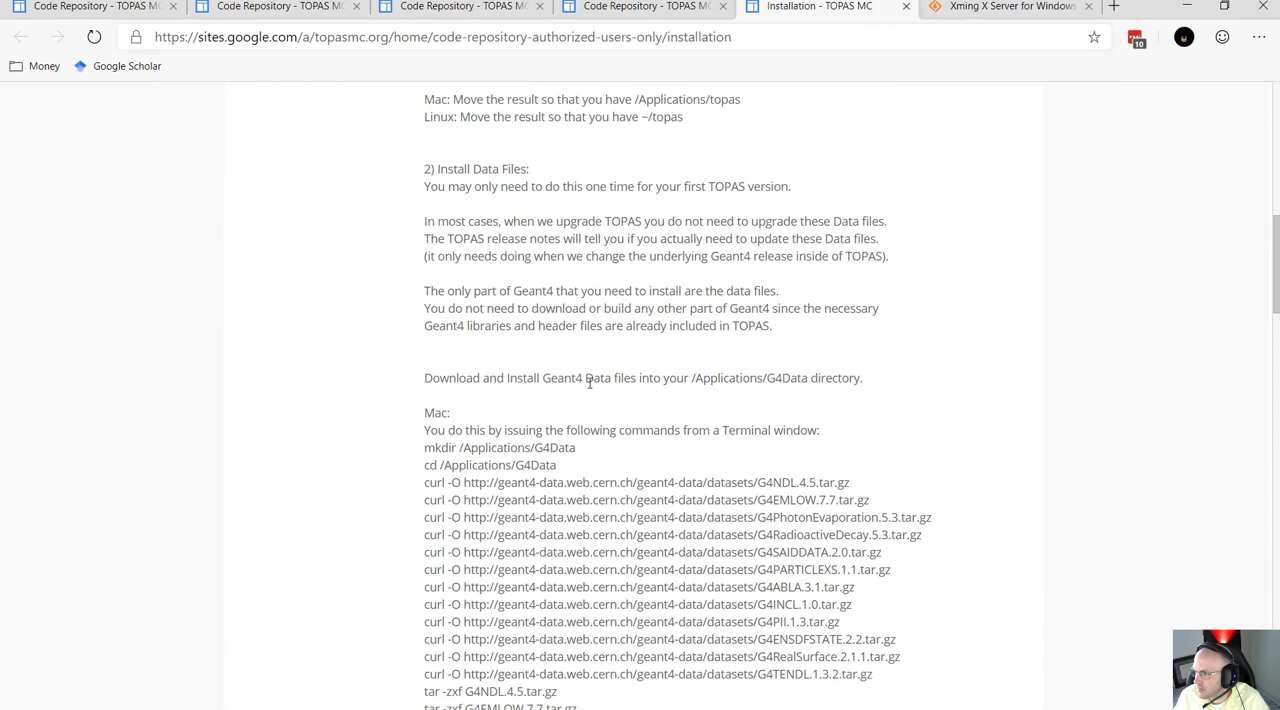 Code Repository - TOPAS MC
Code Repository - TOPAS MC
Code Repository - TOPAS MC
Code Repository - TOPAS MC
Installation - TOPAS MC
Xming X Server for Windows
https://sites.google.com/a/topasmc.org/home/code-repository-authorized-users-only/installation
10
Money
Google Scholar
Mac: Move the result so that you have /Applications/topas
Linux: Move the result so that you have ~/topas
2) Install Data Files:
You may only need to do this one time for your first TOPAS version.
In most cases, when we upgrade TOPAS you do not need to upgrade these Data files.
The TOPAS release notes will tell you if you actually need to update these Data files.
(it only needs doing when we change the underlying Geant4 release inside of TOPAS).
The only part of Geant4 that you need to install are the data files.
You do not need to download or build any other part of Geant4 since the necessary
Geant4 libraries and header files are already included in TOPAS.
Download and Install Geant4 Data files into your /Applications/G4Data directory.
Mac:
You do this by issuing the following commands from a Terminal window:
mkdir /Applications/G4Data
cd /Applications/G4Data
curl -O http://geant4-data.web.cern.ch/geant4-data/datasets/G4NDL.4.5.tar.gz
curl -O http://geant4-data.web.cern.ch/geant4-data/datasets/G4EMLOW.7.7.tar.gz
curl -O http://geant4-data.web.cern.ch/geant4-data/datasets/G4PhotonEvaporation.5.3.tar.gz
curl -O http://geant4-data.web.cern.ch/geant4-data/datasets/G4RadioactiveDecay.5.3.tar.gz
curl -O http://geant4-data.web.cern.ch/geant4-data/datasets/G4SAIDDATA.2.0.tar.gz
curl -O http://geant4-data.web.cern.ch/geant4-data/datasets/G4PARTICLEXS.1.1.tar.gz
curl -O http://geant4-data.web.cern.ch/geant4-data/datasets/G4ABLA.3.1.tar.gz
curl -O http://geant4-data.web.cern.ch/geant4-data/datasets/G4INCL.1.0.tar.gz
curl -O http://geant4-data.web.cern.ch/geant4-data/datasets/G4PII.1.3.tar.gz
curl -O http://geant4-data.web.cern.ch/geant4-data/datasets/G4ENSDFSTATE.2.2.tar.gz
curl -O http://geant4-data.web.cern.ch/geant4-data/datasets/G4RealSurface.2.1.1.tar.gz
curl -O http://geant4-data.web.cern.ch/geant4-data/datasets/G4TENDL.1.3.2.tar.gz
tar -zxf G4NDL.4.5.tar.gz
tar -zxf G4EMLOW.7.7.tar.gz